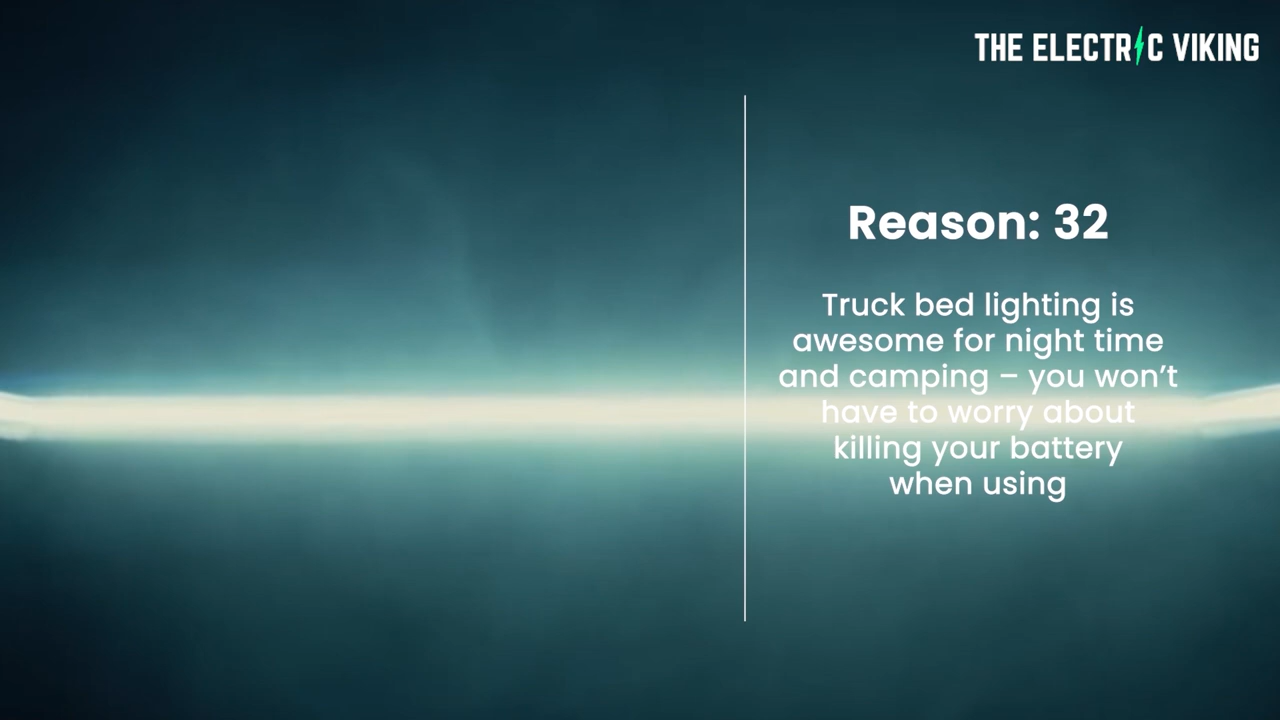 THE ELECTRIC VIKING
Reason: 32
Truck bed lighting is
awesome for night time
and camping – you won’t
have to worry about
killing your battery
when using